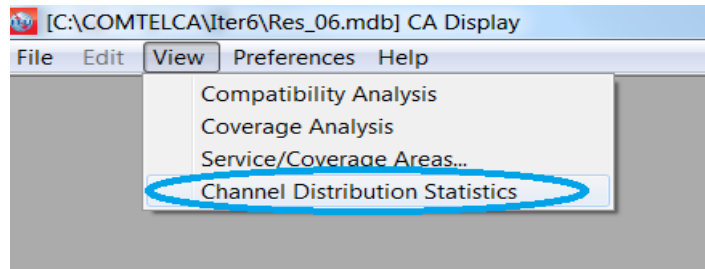 [C:\COMTELCA\Iter6\Res_06.mdb] CA Display
File Edit View Preferences Help
Compatibility Analysis
Coverage Analysis
Service/Coverage Areas...
Channel Distribution Statistics